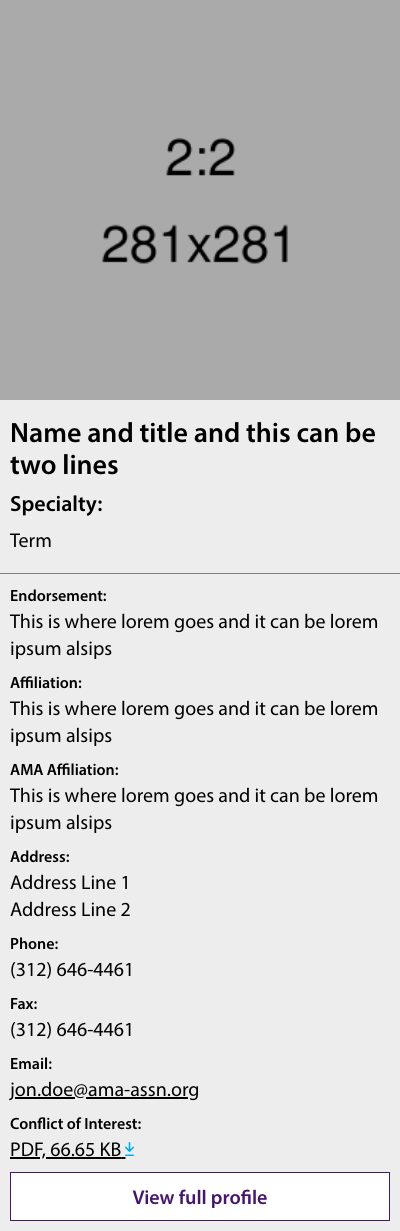 2:2
281x281
Name and title and this can be
two lines
Specialty:
Term
Endorsement:
This is where lorem goes and it can be lorem
ipsum alsips
Affiliation:
This is where lorem goes and it can be lorem
ipsum alsips
AMA Affiliation:
This is where lorem goes and it can be lorem
ipsum alsips
Address:
Address Line 1
Address Line 2
Phone:
(312) 646-4461
Fax:
(312) 646-4461
Email:
jon.doe@ama-assn.org
Conflict of Interest:
PDF, 66.65 KB
View full profile